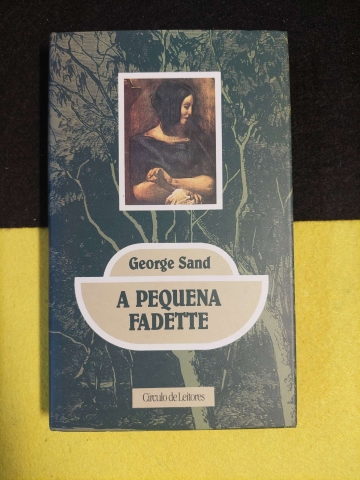 George Sand
A PEQUENA
FADETTE
Círculo de Leitores